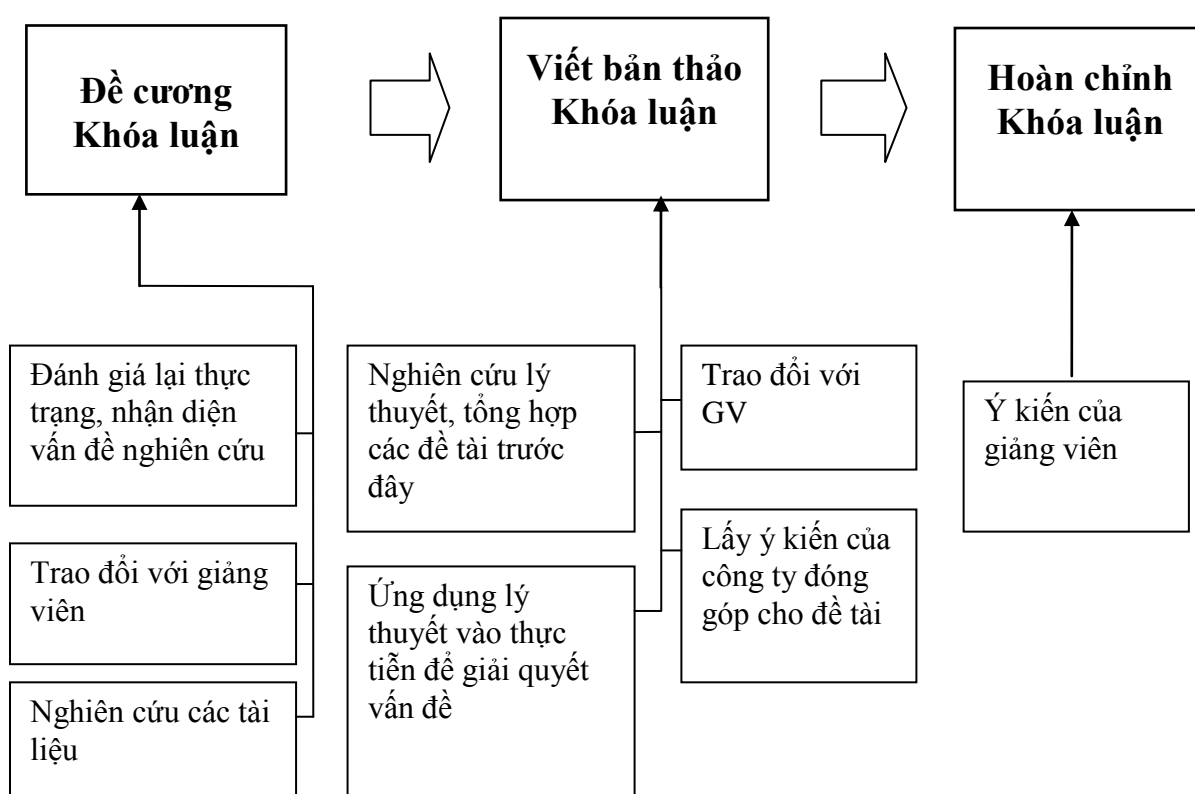 Đề cương
Khóa luận
Viết bản thảo
Khóa luận
Hoàn chỉnh
Khóa luận
Đánh giá lại thực
trạng, nhận diện
vấn đề nghiên cứu
Trao đổi với giảng
viên
Nghiên cứu các tài
liệu
Nghiên cứu lý
thuyết, tổng hợp
các đề tài trước
đây
Ứng dụng lý
thuyết vào thực
tiễn để giải quyết
vấn đề
Trao đổi với
GV
Lấy ý kiến của
công ty đóng
góp cho đề tài
Ý kiến của
giảng viên